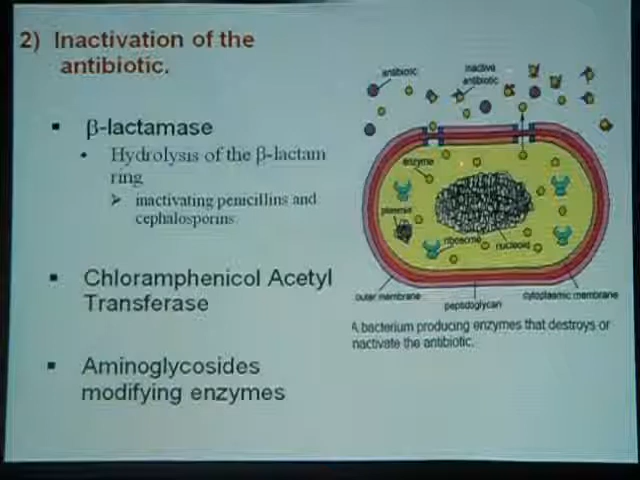 2) Inactivation of the
antibiotic.
β-lactamase
Hydrolysis of the β-lactam
ring
inactivating penicillins and
cephalosporins
Chloramphenicol Acetyl
Transferase
Aminoglycosides
modifying enzymes
antibiotic
inactive
antibiotic
enzyme
plasmid
ribosome
nucleoid
outer membrane
peptidoglycan
cytoplasmic membrane
A bacterium producing enzymes that destroys or
nactivate the antibiotic.